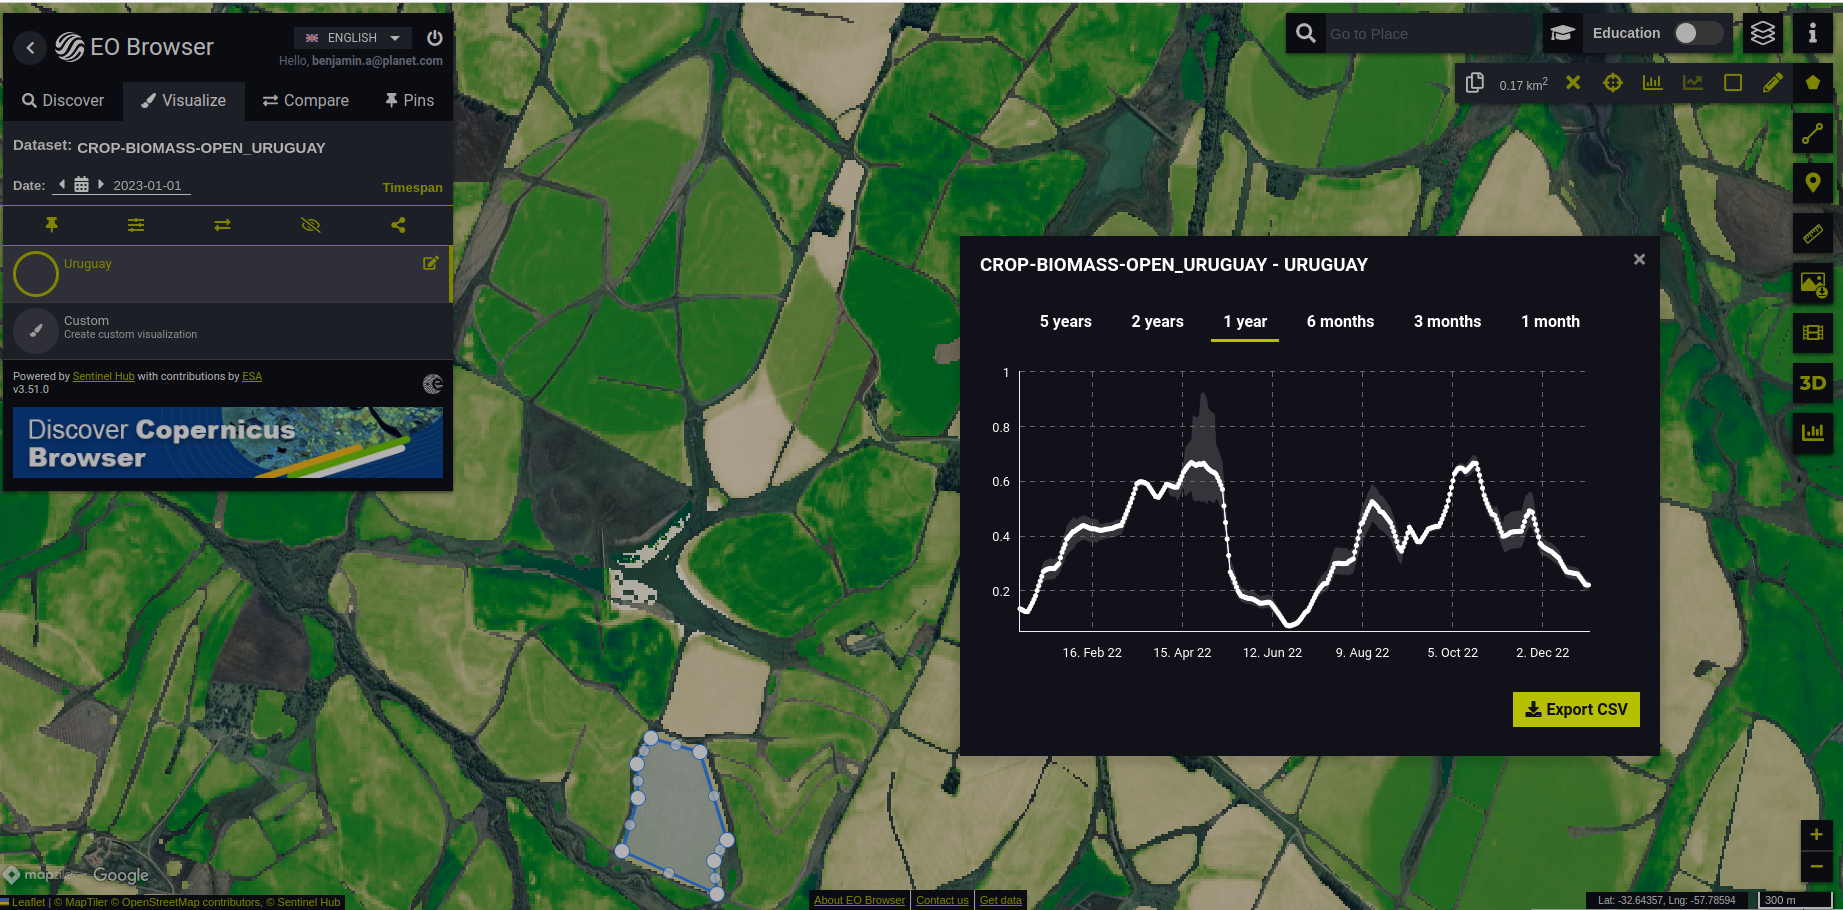 EO Browser
ENGLISH
Hello, benjamin.a@planet.com
Discover
Visualize
Compare
Pins
Dataset: CROP-BIOMASS-OPEN_URUGUAY
Date: 2023-01-01
Timespan
Uruguay
Custom
Create custom visualization
Powered by Sentinel Hub with contributions by ESA
v3.51.0
Discover Copernicus
Browser
Go to Place
Education
0.17 km2
3D
CROP-BIOMASS-OPEN_URUGUAY - URUGUAY
×
5 years
2 years
1 year
6 months
3 months
1 month
1
0.8
0.6
0.4
0.2
16. Feb 22
15. Apr 22
12. Jun 22
9. Aug 22
5. Oct 22
2. Dec 22
Export CSV
+
−
Google
Leaflet | © MapTiler © OpenStreetMap contributors, © Sentinel Hub
About EO Browser
Contact us
Get data
Lat: -32.64357, Lng: -57.78594
300 m